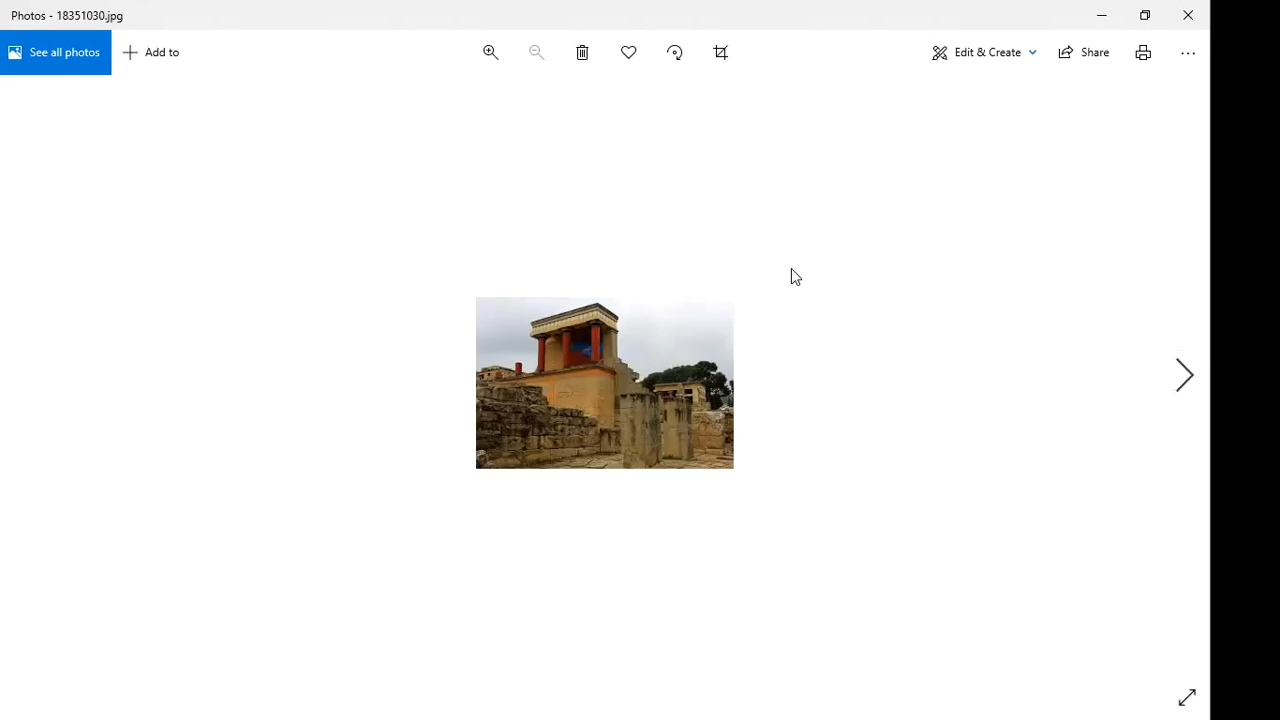 Photos - 18351030.jpg
See all photos
Add to
Edit & Create
Share